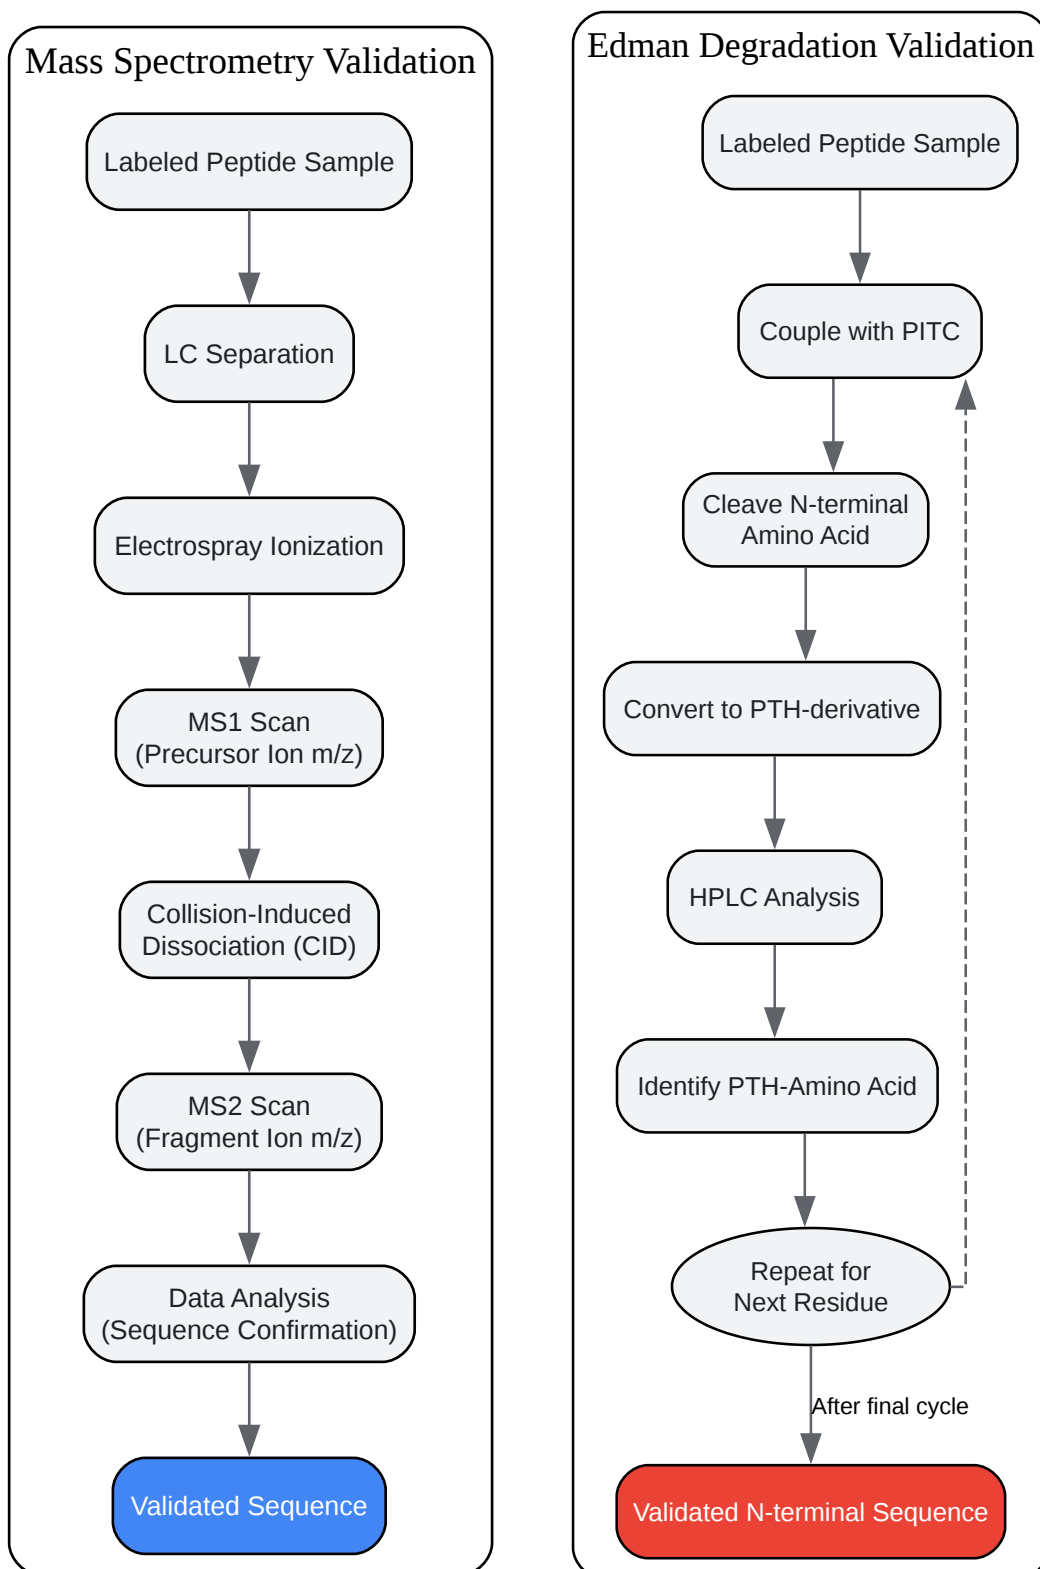 Mass Spectrometry Validation
Labeled Peptide Sample
LC Separation
Electrospray Ionization
MS1 Scan
(Precursor Ion m/z)
Collision-Induced
Dissociation (CID)
MS2 Scan
(Fragment Ion m/z)
Data Analysis
(Sequence Confirmation)
Validated Sequence
Edman Degradation Validation
Labeled Peptide Sample
Couple with PITC
Cleave N-terminal
Amino Acid
Convert to PTH-derivative
HPLC Analysis
Identify PTH-Amino Acid
Repeat for
Next Residue
After final cycle
Validated N-terminal Sequence